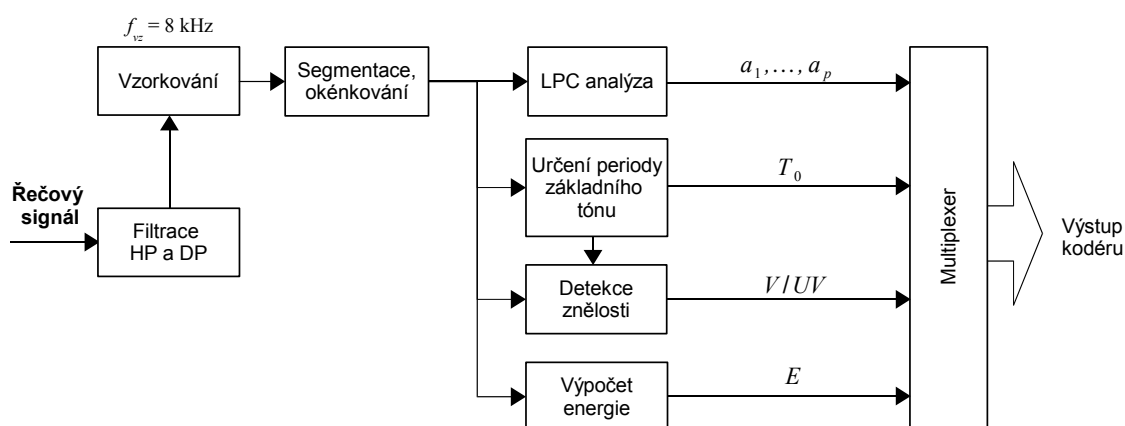 f_vz = 8 kHz
Vzorkování
Segmentace,
okénkování
LPC analýza
a_1,..., a_p
Řečový
signál
Filtrace
HP a DP
Určení periody
základního
tónu
T_0
Detekce
znělosti
V/UV
Výpočet
energie
E
Multiplexer
Výstup
kodéru